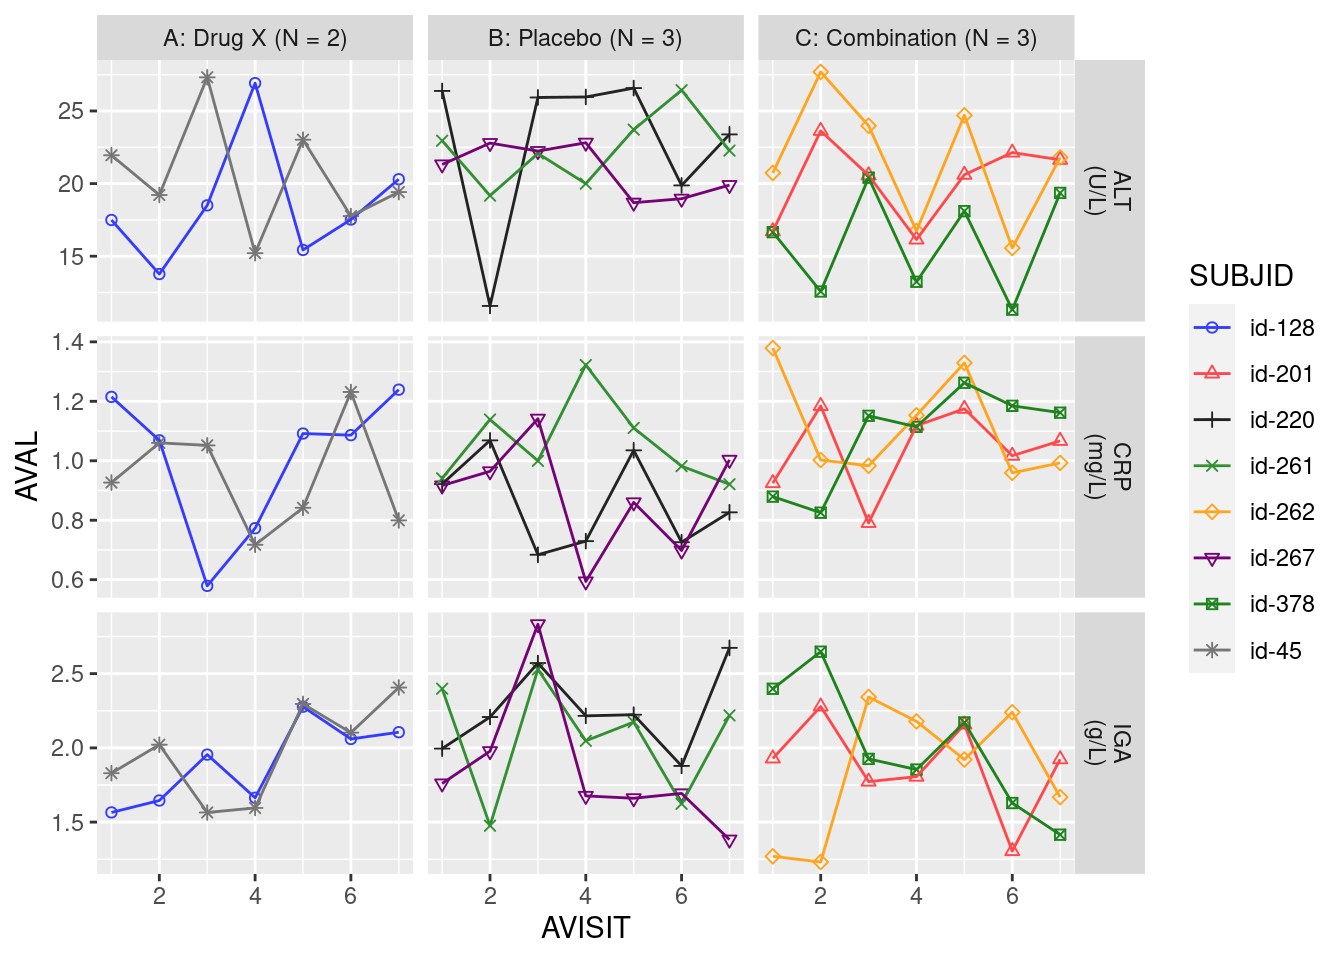 A: Drug X (N = 2)
B: Placebo (N = 3)
C: Combination (N = 3)
25
20
15
ALT
(U/L)
1.4
1.2
1.0
0.8
0.6
CRP
(mg/L)
2.5
2.0
1.5
IGA
(g/L)
AVAL
2 4 6
2 4 6
2 4 6
AVISIT
SUBJID
id-128
id-201
id-220
id-261
id-262
id-267
id-378
id-45